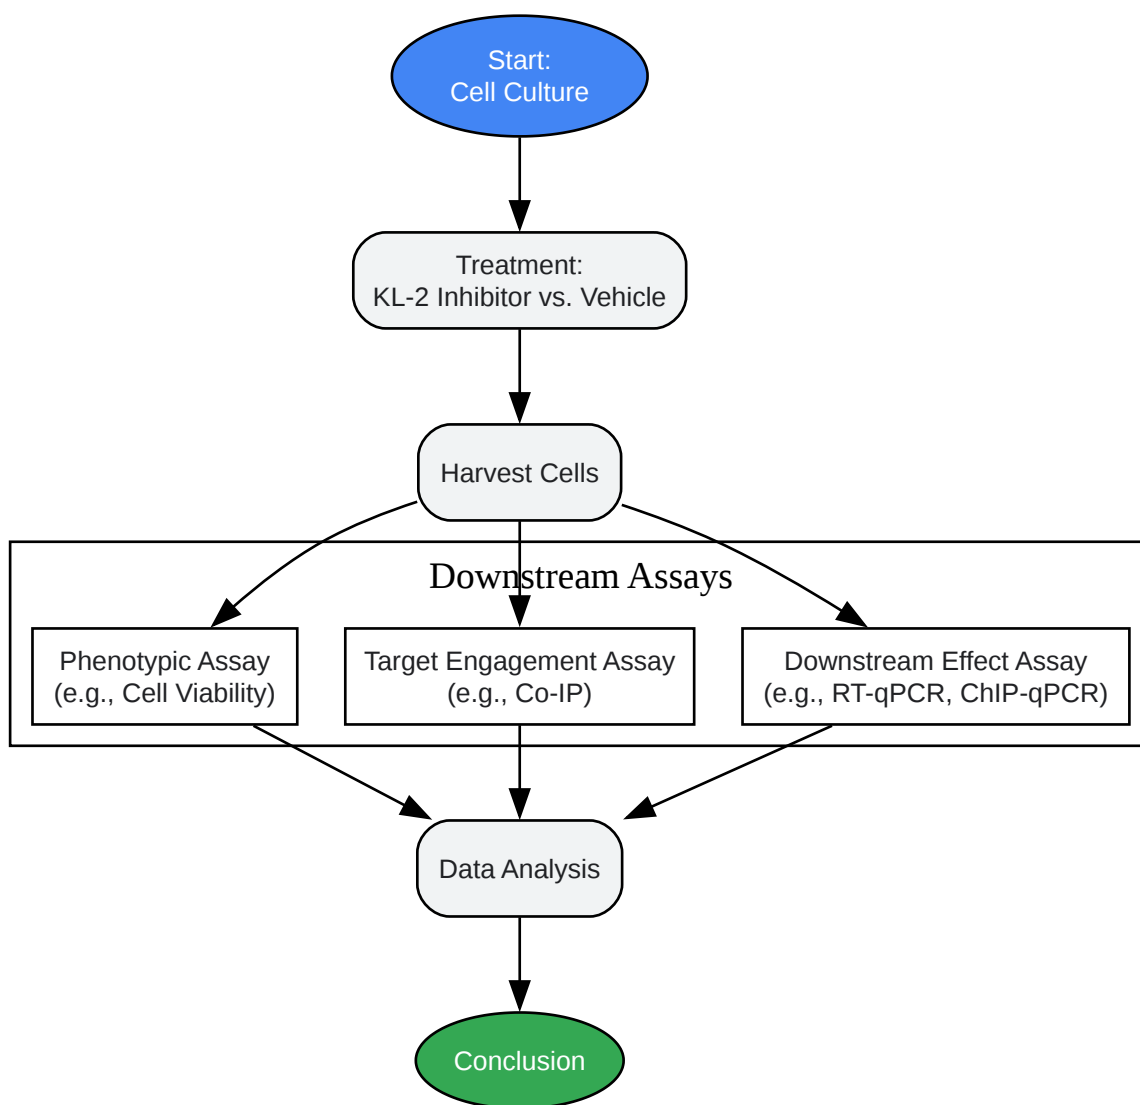 Start:
Cell Culture
Treatment:
KL-2 Inhibitor vs. Vehicle
Harvest Cells
Downstream Assays
Phenotypic Assay
(e.g., Cell Viability)
Target Engagement Assay
(e.g., Co-IP)
Downstream Effect Assay
(e.g., RT-qPCR, ChIP-qPCR)
Data Analysis
Conclusion